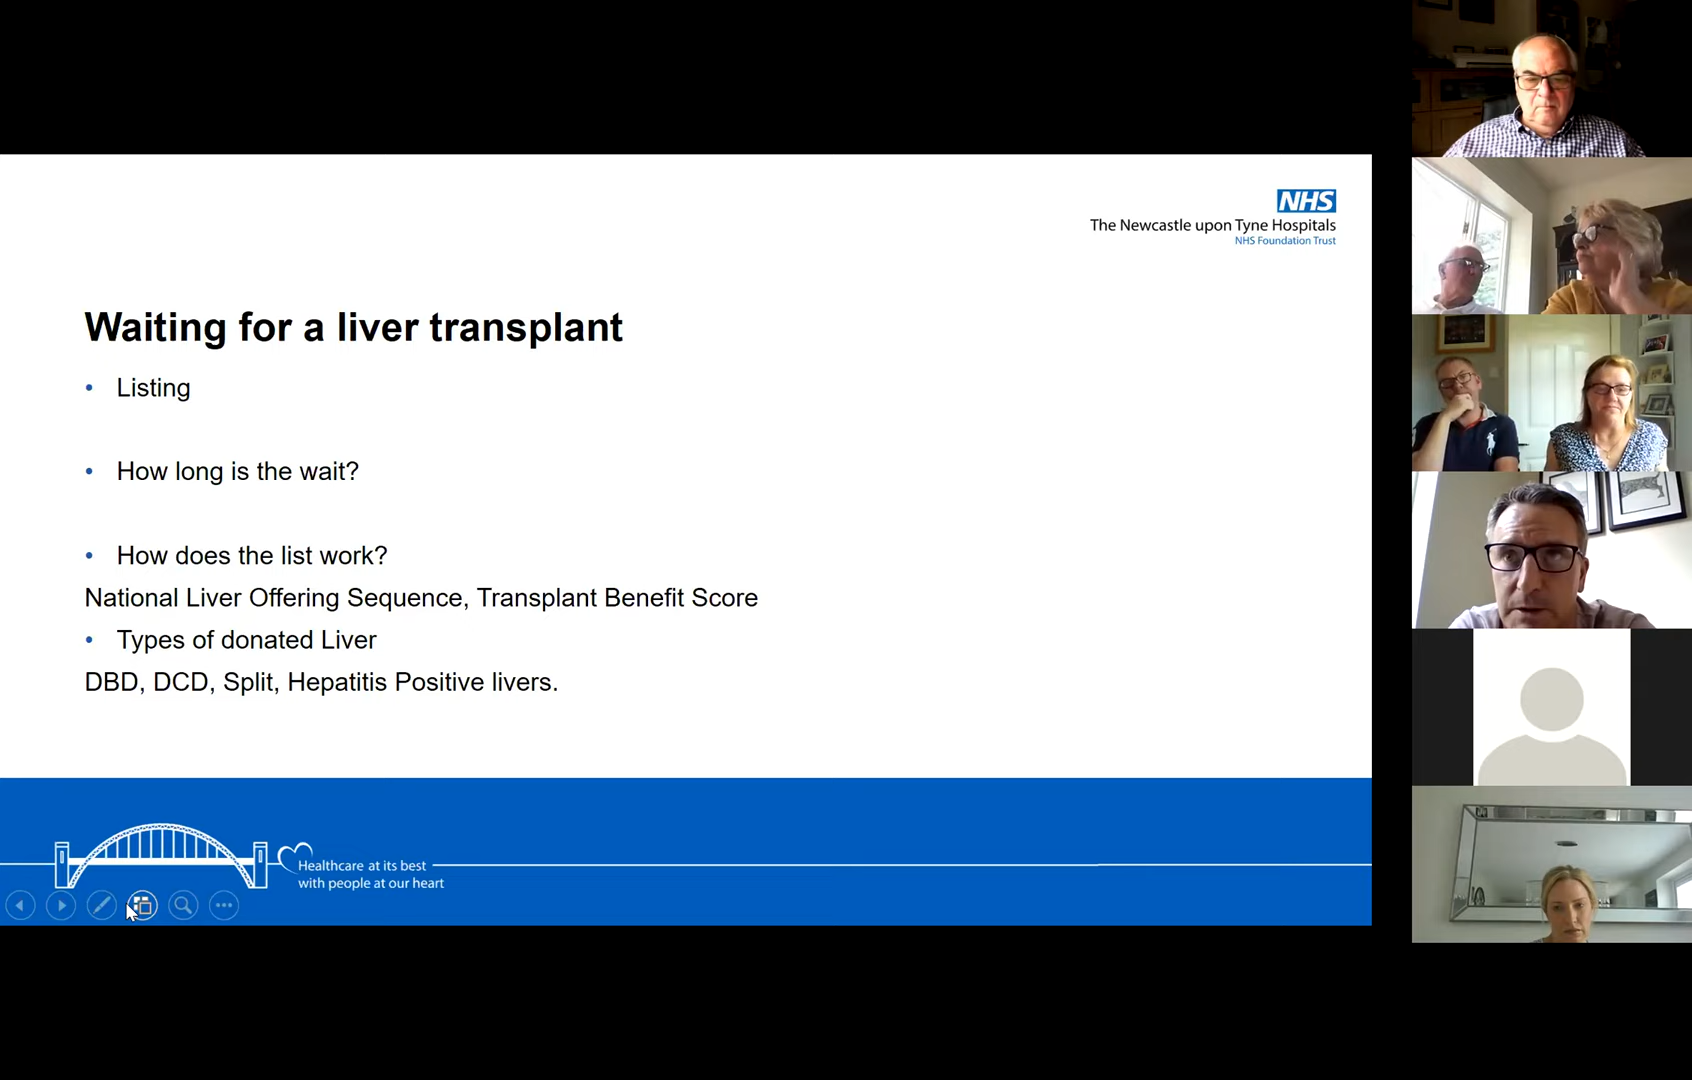 NHS
The Newcastle upon Tyne Hospitals
NHS Foundation Trust
Waiting for a liver transplant
• Listing
• How long is the wait?
• How does the list work?
National Liver Offering Sequence, Transplant Benefit Score
• Types of donated Liver
DBD, DCD, Split, Hepatitis Positive livers.
Healthcare at its best
with people at our heart